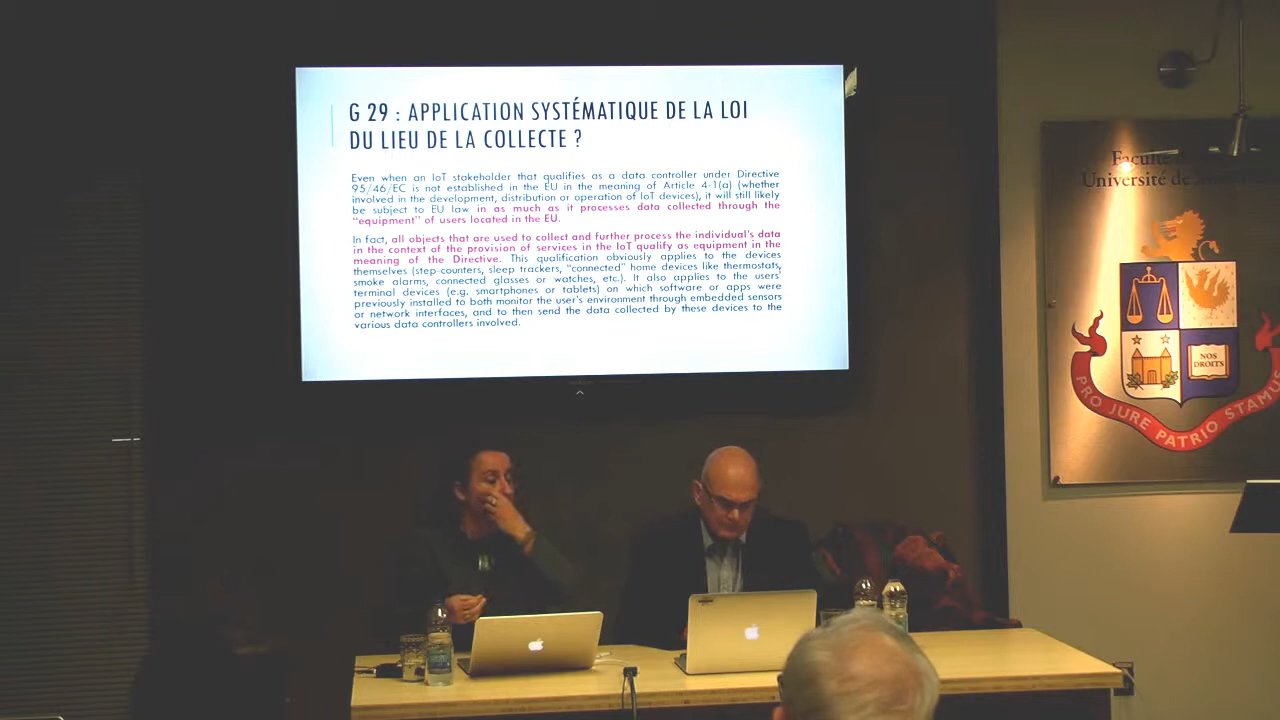 G 29 : APPLICATION SYSTÉMATIQUE DE LA LOI
DU LIEU DE LA COLLECTE ?
Even when an IoT stakeholder that qualifies as a data controller under Directive
95/46/EC is not established in the EU in the meaning of Article 4-1(a) (whether
involved in the development, distribution or operation of IoT devices), it will still likely
be subject to EU law in as much as it processes data collected through the
"equipment" of users located in the EU.
In fact, all objects that are used to collect and further process the individual's data
in the context of the provision of services in the IoT qualify as equipment in the
meaning of the Directive. This qualification obviously applies to the devices
themselves (step-counters, sleep trackers, "connected" home devices like thermostats,
smoke alarms, connected glasses or watches, etc.). It also applies to the users'
terminal devices (e.g. smartphones or tablets) on which software or apps were
previously installed to both monitor the user's environment through embedded sensors
or network interfaces, and to then send the data collected by these devices to the
various data controllers involved.
Faculté
Université de
NOS
DROITS
PRO JURE PATRIO STAMUS